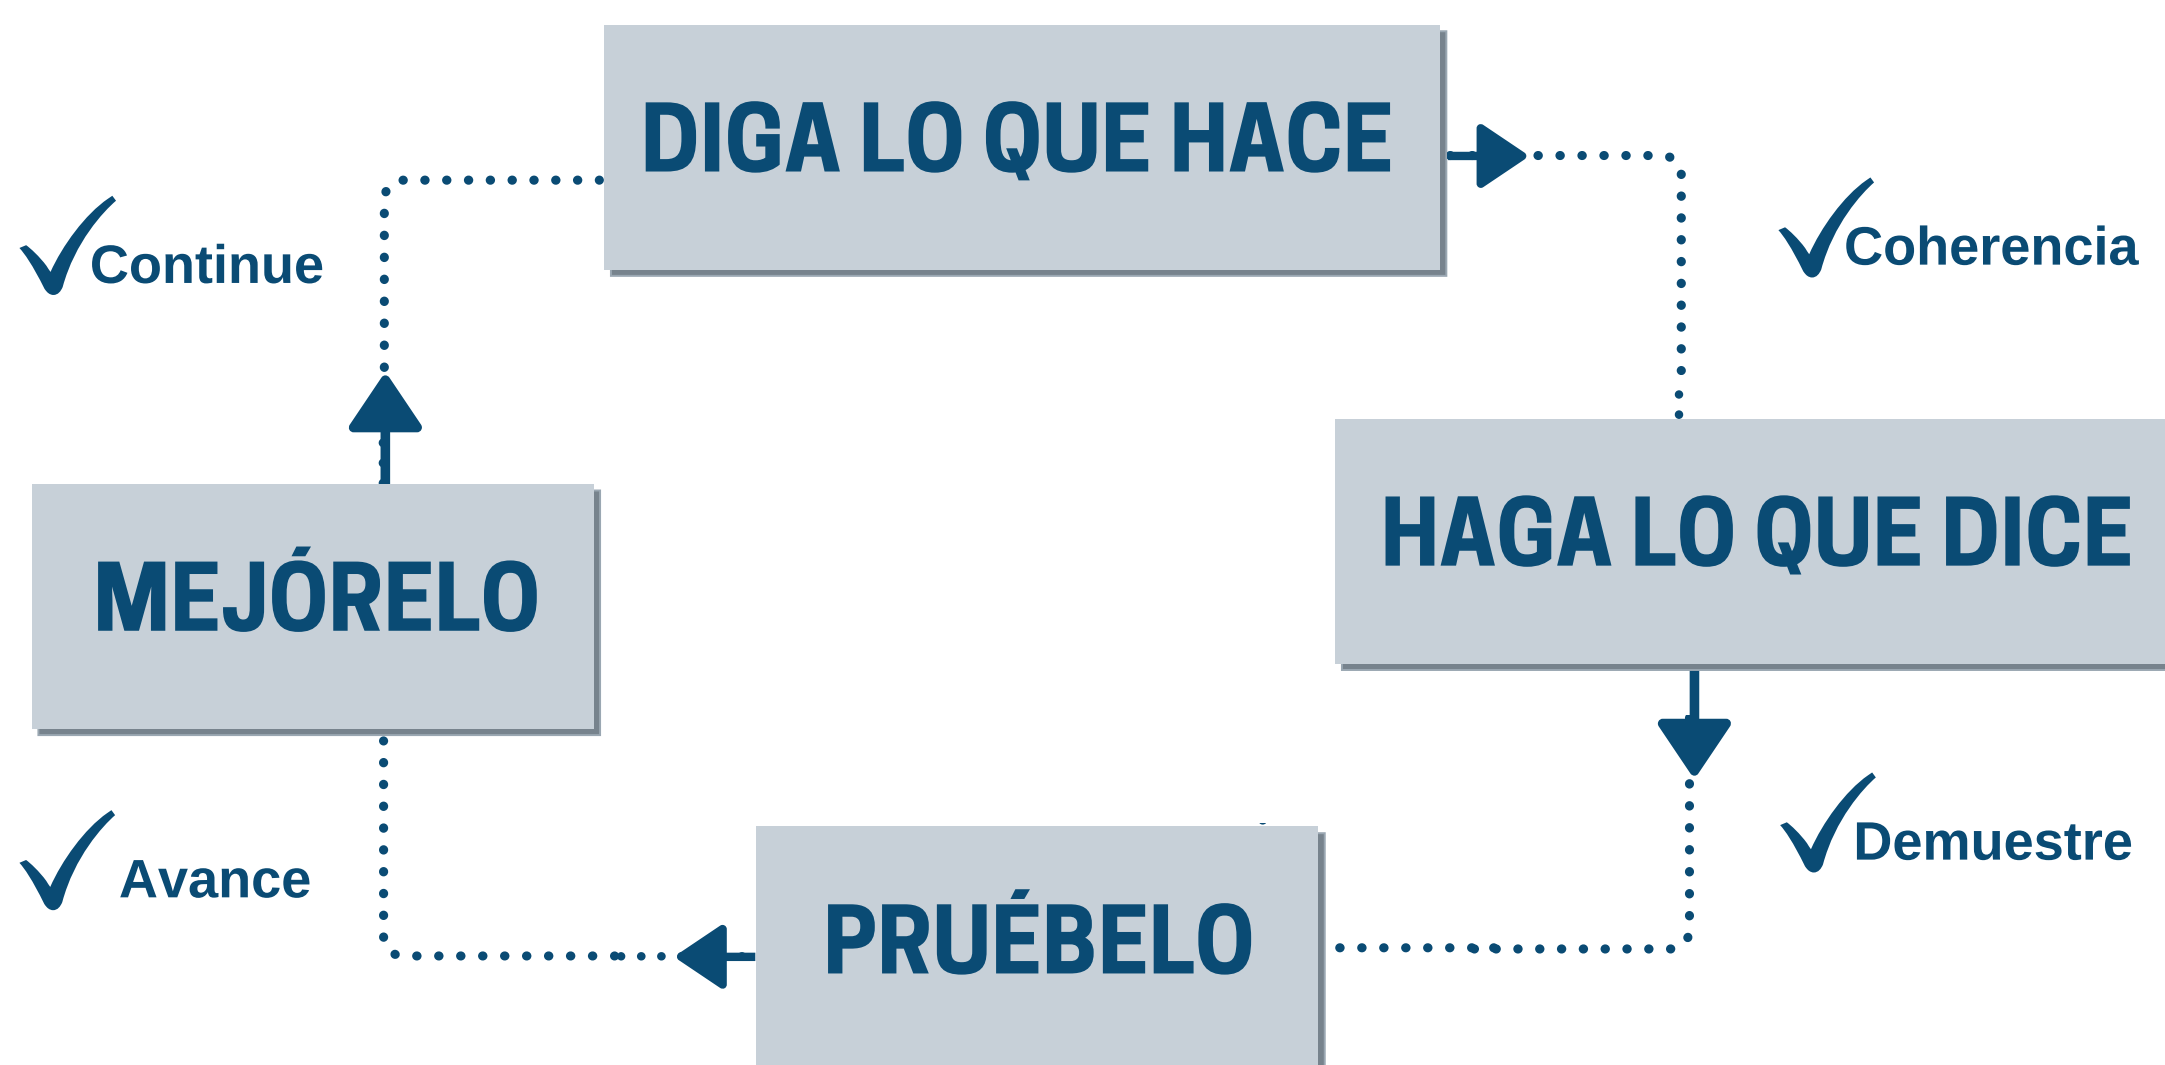 DIGA LO QUE HACE
Continue
Coherencia
HAGA LO QUE DICE
MEJÓRELO
Demuestre
Avance
PRUÉBELO